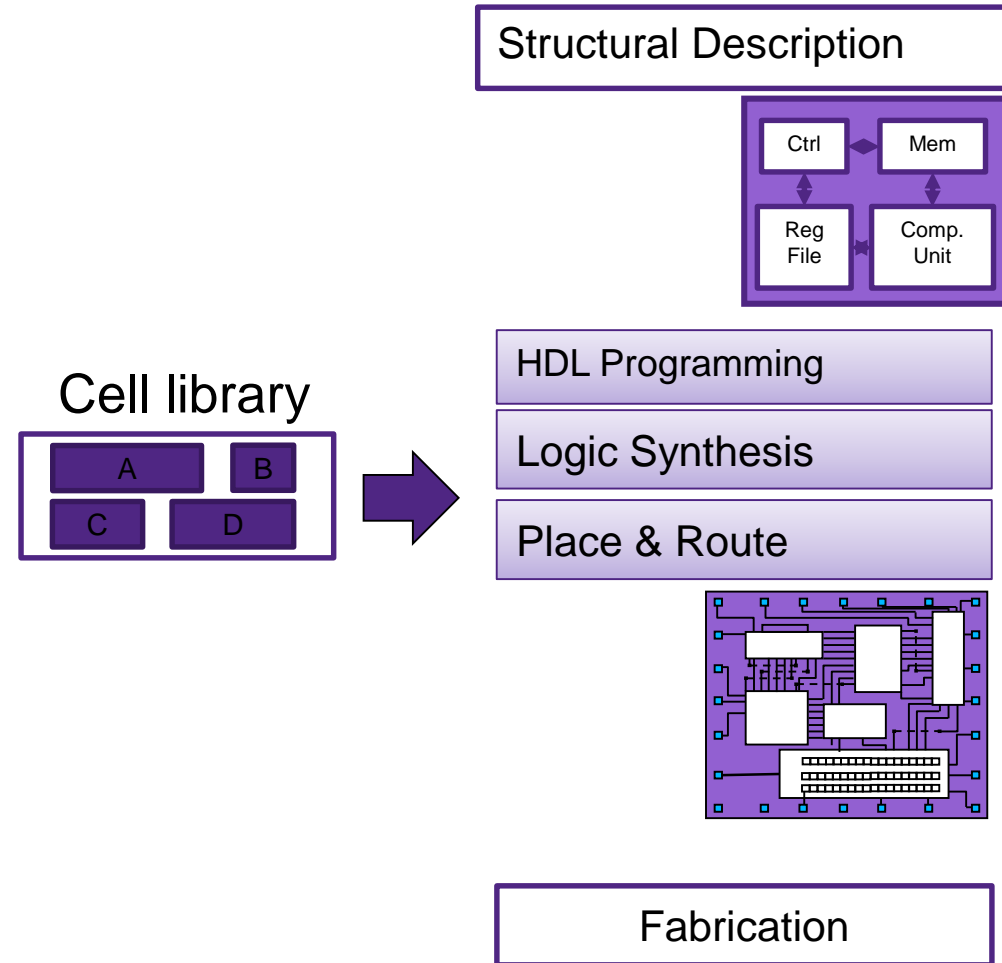 Structural Description
Ctrl
Mem
Reg
File
Comp.
Unit
Cell library
A
B
C
D
HDL Programming
Logic Synthesis
Place & Route
Fabrication